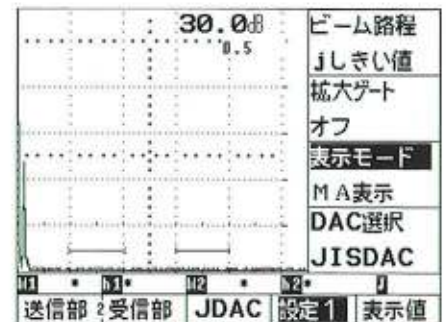 30.0dB
0.5
ビーム路程
jしきい値
拡大ゲート
オフ
表示モード
MA表示
DAC選択
JISDAC
送信部 2 受信部 JDAC 設定1 表示値